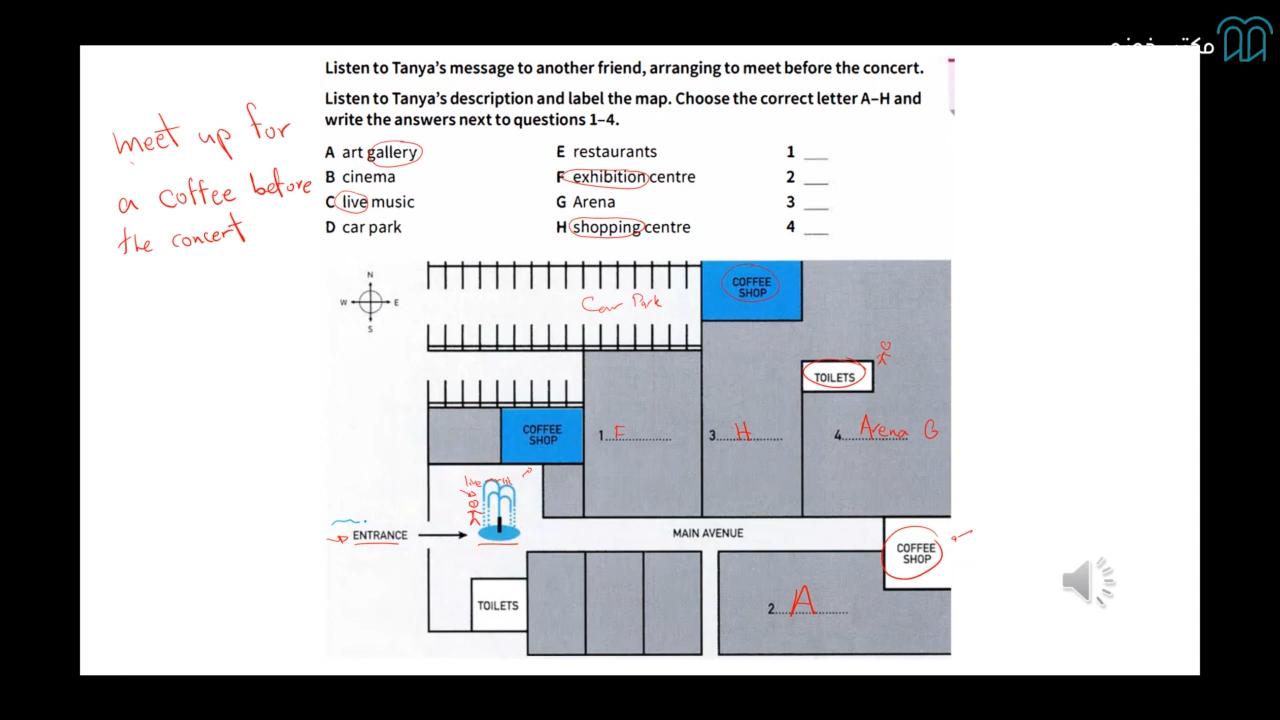 Listen to Tanya's message to another friend, arranging to meet before the concert.
Listen to Tanya's description and label the map. Choose the correct letter A–H and
write the answers next to questions 1–4.
meet up for
a coffee before
the concert
A art gallery
B cinema
C live music
D car park
E restaurants
F exhibition centre
G Arena
H shopping centre
1 ___
2 ___
3 ___
4 ___
N
W E
S
Car Park
COFFEE
SHOP
TOILETS
COFFEE
SHOP
1 F
3 H
4 Arena G
live
ENTRANCE
MAIN AVENUE
COFFEE
SHOP
TOILETS
2 A